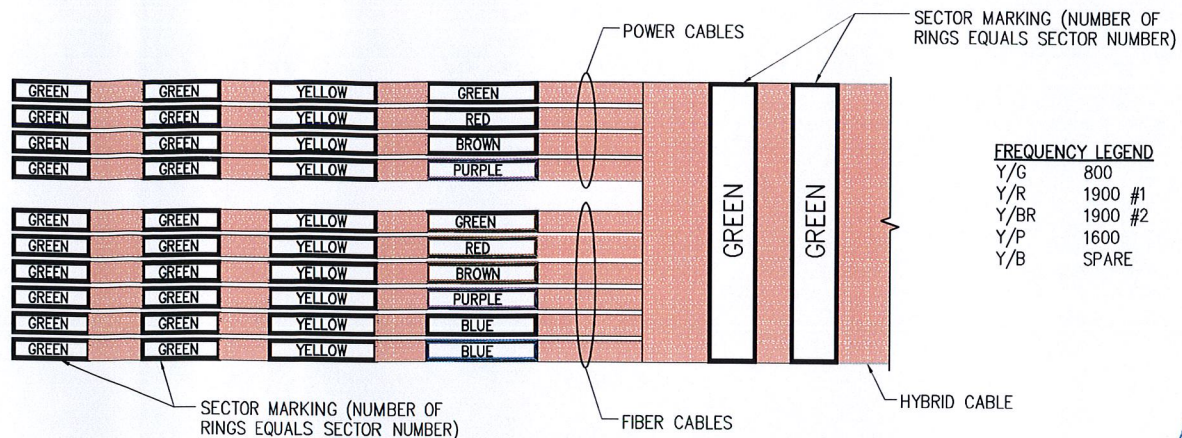 POWER CABLES
SECTOR MARKING (NUMBER OF
RINGS EQUALS SECTOR NUMBER)
GREEN GREEN YELLOW GREEN
GREEN GREEN YELLOW RED
GREEN GREEN YELLOW BROWN
GREEN GREEN YELLOW PURPLE
GREEN GREEN YELLOW GREEN
GREEN GREEN YELLOW RED
GREEN GREEN YELLOW BROWN
GREEN GREEN YELLOW PURPLE
GREEN GREEN YELLOW BLUE
GREEN GREEN YELLOW BLUE
GREEN
GREEN
FREQUENCY LEGEND
Y/G 800
Y/R 1900 #1
Y/BR 1900 #2
Y/P 1600
Y/B SPARE
SECTOR MARKING (NUMBER OF
RINGS EQUALS SECTOR NUMBER)
FIBER CABLES
HYBRID CABLE